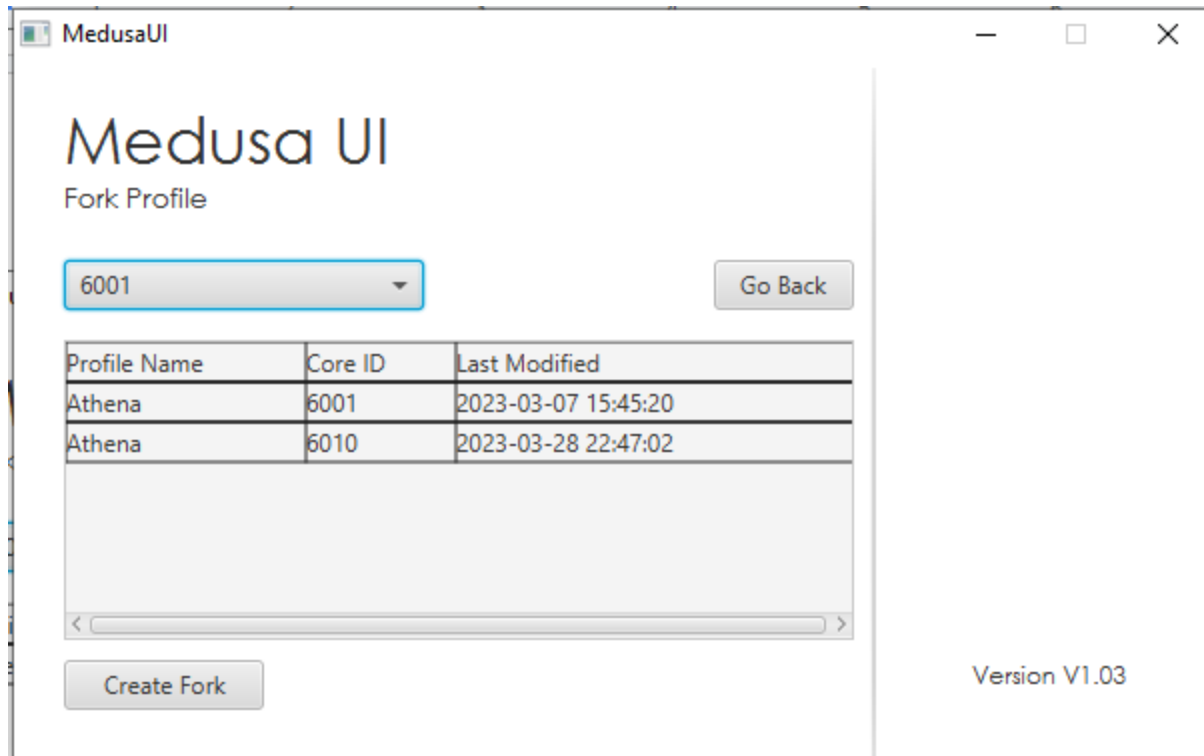 MedusaUI
Medusa UI
Fork Profile
6001
Go Back
Profile Name Core ID Last Modified
Athena 6001 2023-03-07 15:45:20
Athena 6010 2023-03-28 22:47:02
Create Fork
Version V1.03